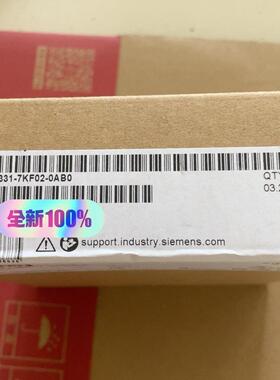 331-7KF02-0AB0
QTY
03.2
全新100%
support.industry.siemens.com